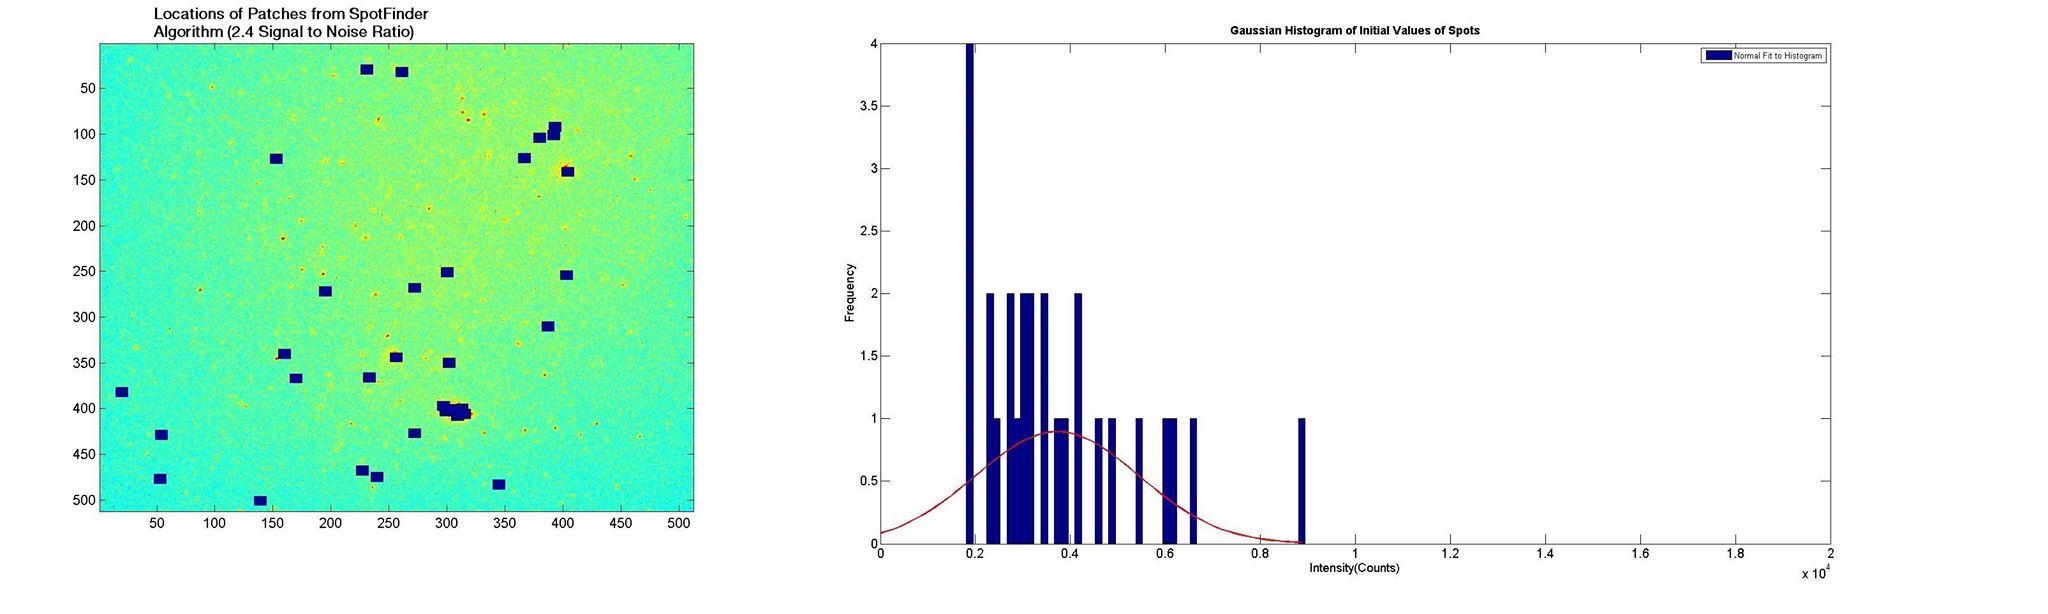 Locations of Patches from SpotFinder
Algorithm (2.4 Signal to Noise Ratio)
50
100
150
200
250
300
350
400
450
500
50 100 150 200 250 300 350 400 450 500
Gaussian Histogram of Initial Values of Spots
Normal Fit to Histogram
4
3.5
3
2.5
2
1.5
1
0.5
0
Frequency
0 0.2 0.4 0.6 0.8 1 1.2 1.4 1.6 1.8 2
Intensity(Counts)
x 10^4